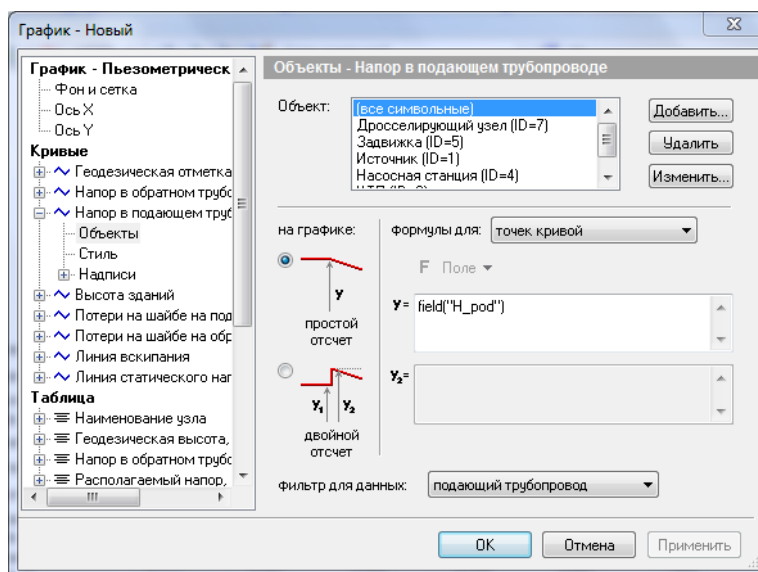 График - Новый
График - Пьезометрическ
Фон и сетка
Ось X
Ось Y
Кривые
Геодезическая отметка
Напор в обратном трубо
Напор в подающем труб
Объекты
Стиль
Надписи
Высота зданий
Потери на шайбе на под
Потери на шайбе на обр
Линия вскипания
Линия статического наг
Таблица
Наименование узла
Геодезическая высота,
Напор в обратном трубо
Располагаемый напор,
Объекты - Напор в подающем трубопроводе
Объект:
(все символьные)
Дросселирующий узел (ID=7)
Задвижка (ID=5)
Источник (ID=1)
Насосная станция (ID=4)
Добавить...
Удалить
Изменить...
на графике:
Y
простой
отсчет
Y₁ Y₂
двойной
отсчет
формулы для: точек кривой
F Поле
Y= field("H_pod")
Y₂=
фильтр для данных: подающий трубопровод
OK Отмена Применить